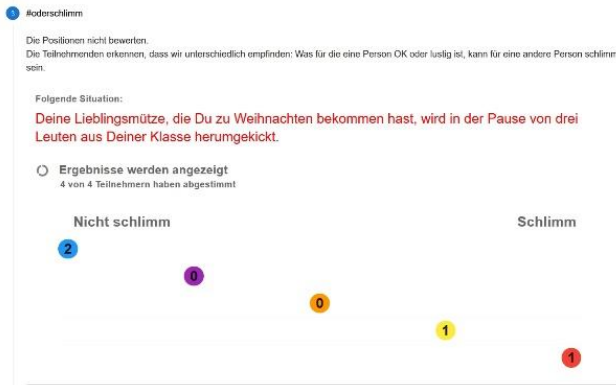 5 #oderschlimm
Die Positionen nicht bewerten.
Die Teilnehmenden erkennen, dass wir unterschiedlich empfinden: Was für die eine Person OK oder lustig ist, kann für eine andere Person schlimm
sein.
Folgende Situation:
Deine Lieblingsmütze, die Du zu Weihnachten bekommen hast, wird in der Pause von drei
Leuten aus Deiner Klasse herumgekickt.
Ergebnisse werden angezeigt
4 von 4 Teilnehmern haben abgestimmt
Nicht schlimm Schlimm
2
0
0
1
1